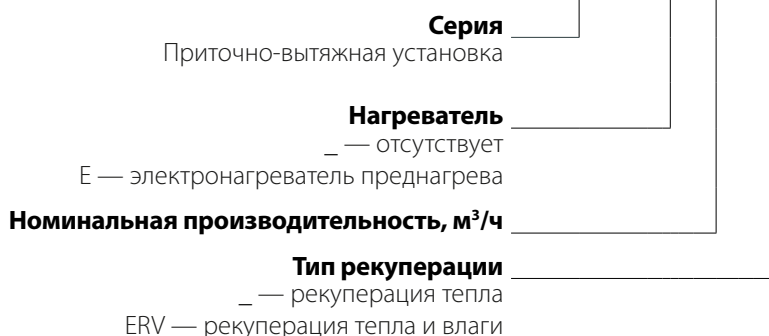 Серия
Приточно-вытяжная установка
Нагреватель
_ — отсутствует
Е — электронагреватель преднагрева
Номинальная производительность, м³/ч
Тип рекуперации
_ — рекуперация тепла
ERV — рекуперация тепла и влаги